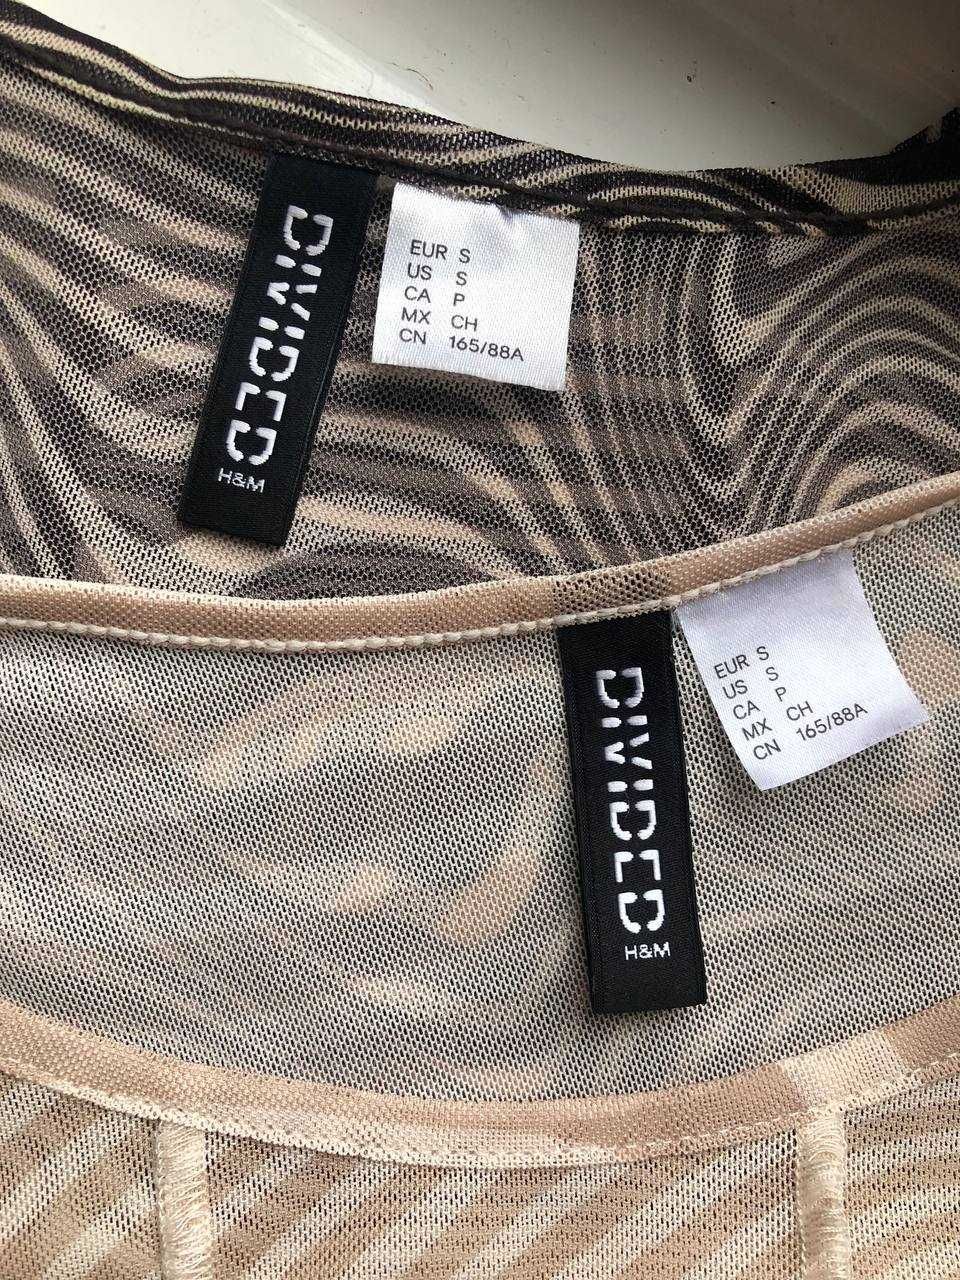 DIVIDED
H&M
EUR S
US S
CA P
MX CH
CN 165/88A
DIVIDED
H&M
EUR S
US S
CA P
MX CH
CN 165/88A